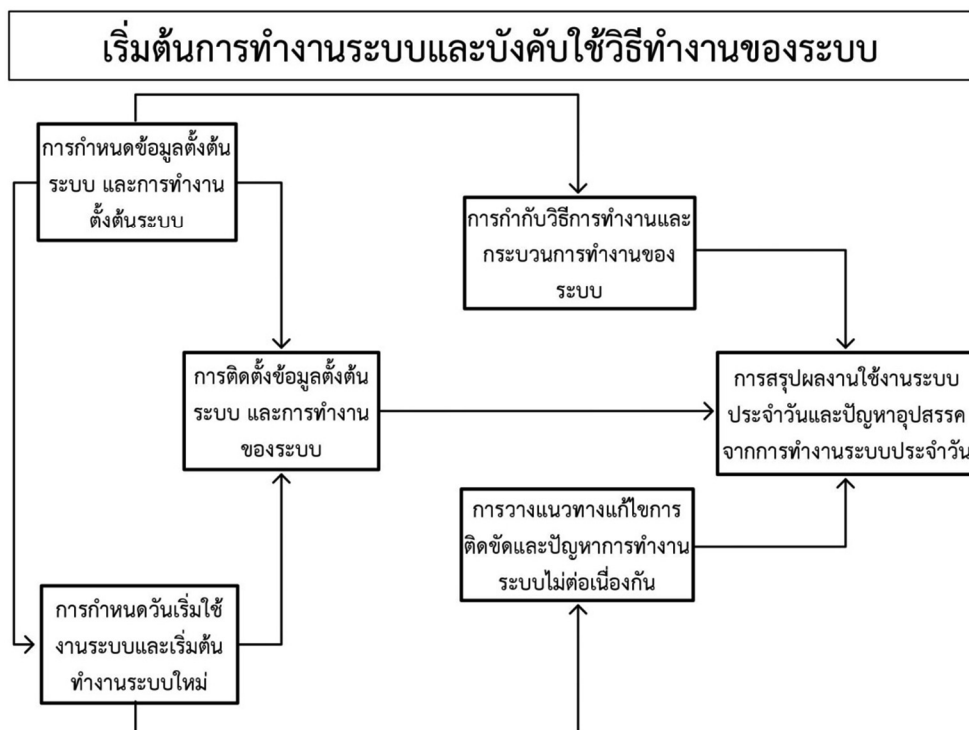 เริ่มต้นการทำงานระบบและบังคับใช้วิธีทำงานของระบบ
การกำหนดข้อมูลตั้งต้น
ระบบ และการทำงาน
ตั้งต้นระบบ
การกำกับวิธีการทำงานและ
กระบวนการทำงานของ
ระบบ
การติดตั้งข้อมูลตั้งต้น
ระบบ และการทำงาน
ของระบบ
การสรุปผลงานใช้งานระบบ
ประจำวันและปัญหาอุปสรรค
จากการทำงานระบบประจำวัน
การวางแนวทางแก้ไขการ
ติดขัดและปัญหาการทำงาน
ระบบไม่ต่อเนื่องกัน
การกำหนดวันเริ่มใช้
งานระบบและเริ่มต้น
ทำงานระบบใหม่